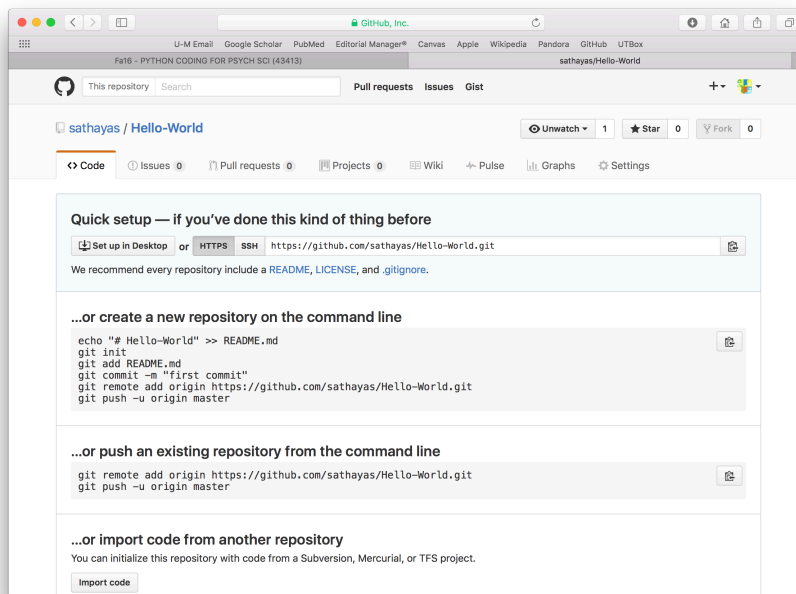 GitHub, Inc.
U-M Email Google Scholar PubMed Editorial Manager® Canvas Apple Wikipedia Pandora GitHub UTBox
Fa16 - PYTHON CODING FOR PSYCH SCI (43413) sathayas/Hello-World
This repository Search Pull requests Issues Gist
sathayas / Hello-World Unwatch 1 Star 0 Fork 0
Code Issues 0 Pull requests 0 Projects 0 Wiki Pulse Graphs Settings
Quick setup — if you've done this kind of thing before
Set up in Desktop or HTTPS SSH https://github.com/sathayas/Hello-World.git
We recommend every repository include a README, LICENSE, and .gitignore.
…or create a new repository on the command line
echo "# Hello-World" >> README.md
git init
git add README.md
git commit -m "first commit"
git remote add origin https://github.com/sathayas/Hello-World.git
git push -u origin master
…or push an existing repository from the command line
git remote add origin https://github.com/sathayas/Hello-World.git
git push -u origin master
…or import code from another repository
You can initialize this repository with code from a Subversion, Mercurial, or TFS project.
Import code